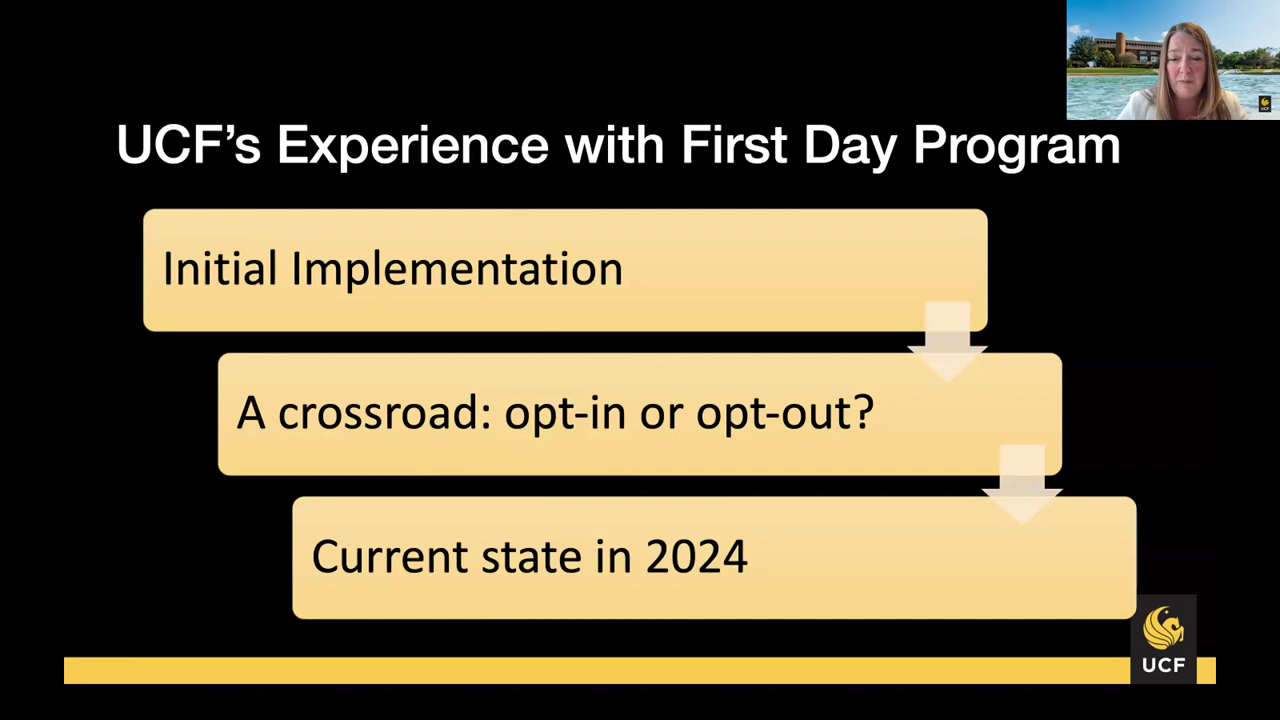 UCF's Experience with First Day Program
Initial Implementation
A crossroad: opt-in or opt-out?
Current state in 2024
UCF